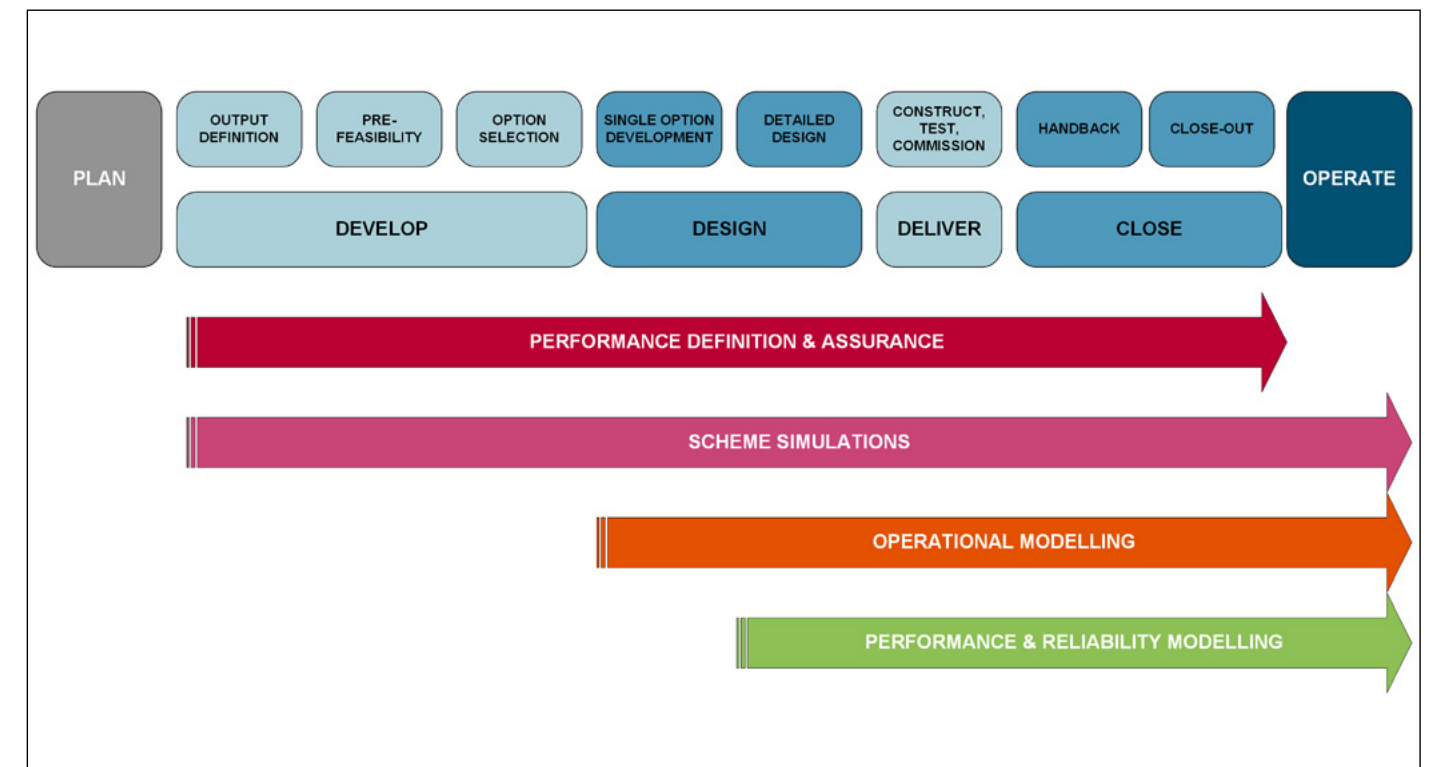 PLAN
OUTPUT
DEFINITION
PRE-
FEASIBILITY
OPTION
SELECTION
SINGLE OPTION
DEVELOPMENT
DETAILED
DESIGN
CONSTRUCT,
TEST,
COMMISSION
HANDBACK
CLOSE-OUT
OPERATE
DEVELOP
DESIGN
DELIVER
CLOSE
PERFORMANCE DEFINITION & ASSURANCE
SCHEME SIMULATIONS
OPERATIONAL MODELLING
PERFORMANCE & RELIABILITY MODELLING